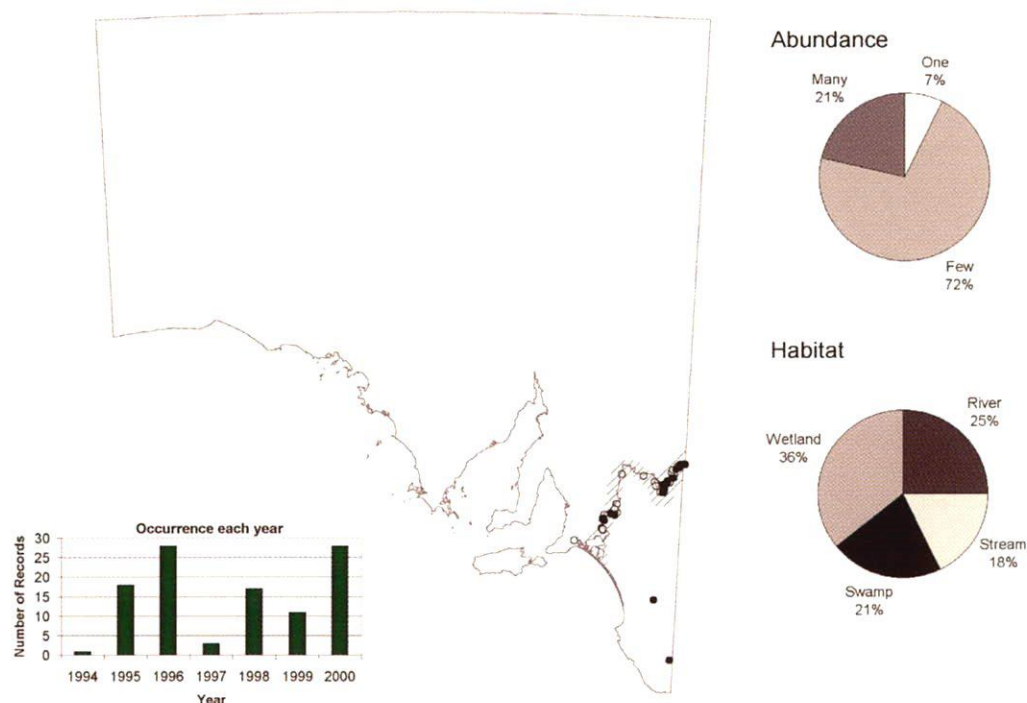 Abundance
One
7%
Many
21%
Few
72%
Habitat
River
25%
Wetland
36%
Stream
18%
Swamp
21%
Occurrence each year
Number of Records
30
25
20
15
10
5
0
1994 1995 1996 1997 1998 1999 2000
Year